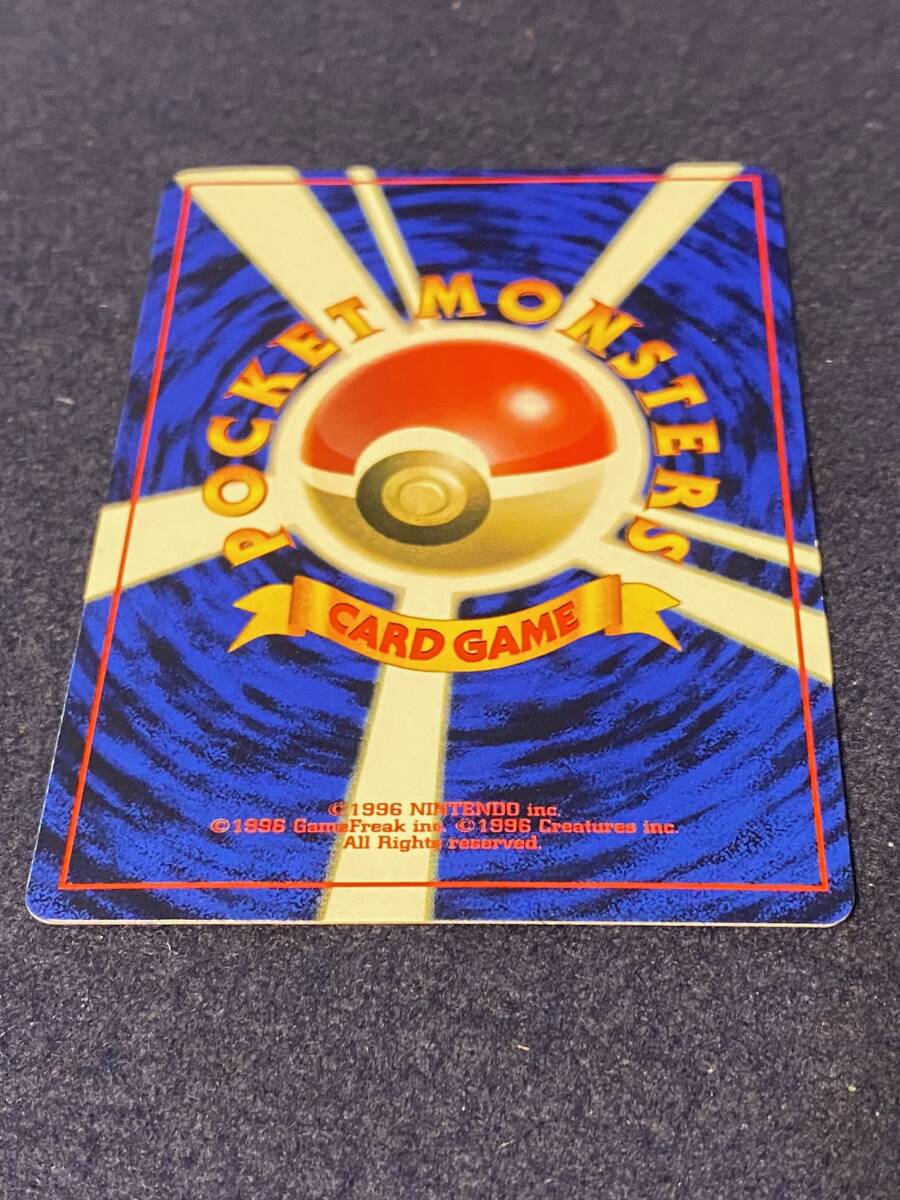 POCKET MONSTERS
CARD GAME
©1996 NINTENDO inc.
©1996 GameFreak inc. ©1996 Creatures inc.
All Rights reserved.